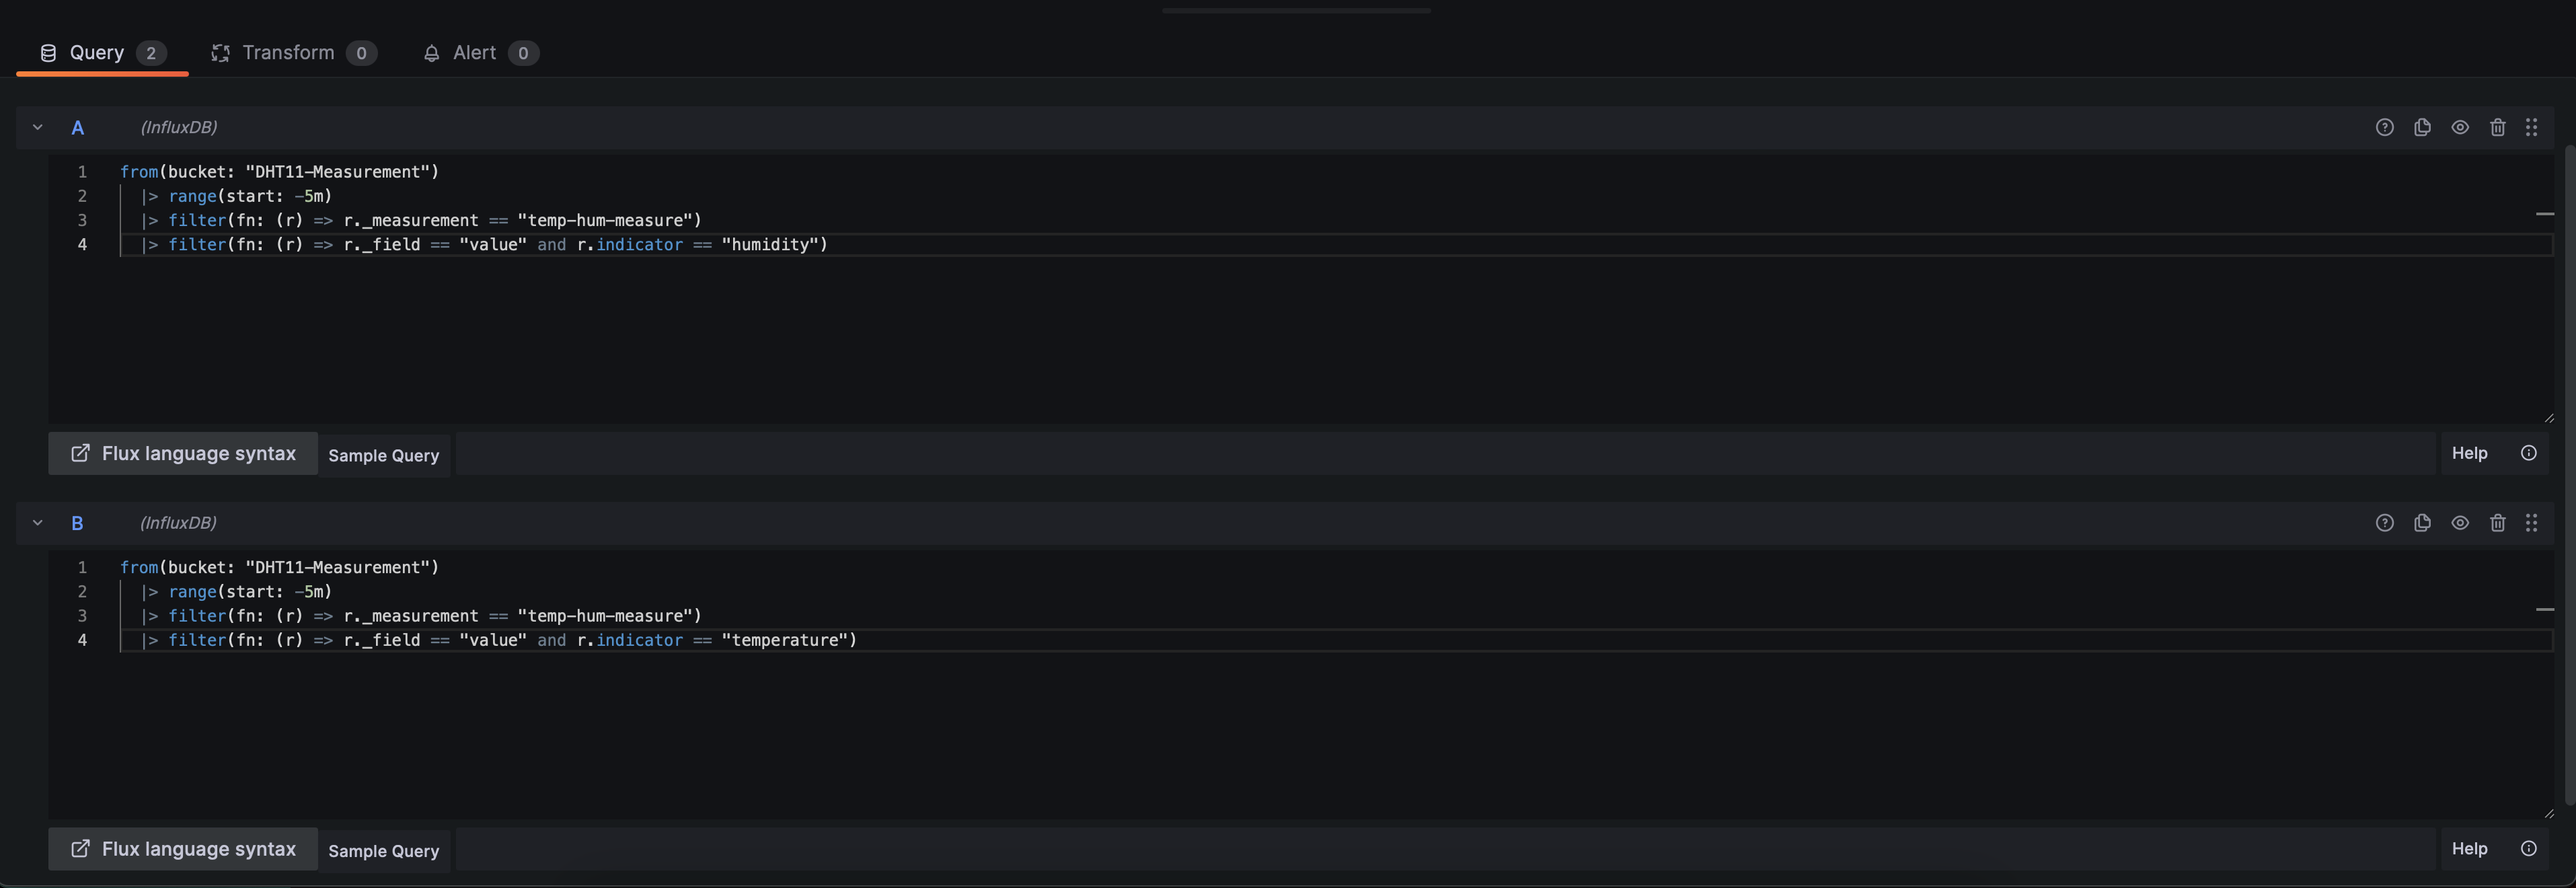 Query 2 Transform 0 Alert 0
A (InfluxDB)
1 from(bucket: "DHT11-Measurement")
2 |> range(start: -5m)
3 |> filter(fn: (r) => r._measurement == "temp-hum-measure")
4 |> filter(fn: (r) => r._field == "value" and r.indicator == "humidity")
Flux language syntax Sample Query Help
B (InfluxDB)
1 from(bucket: "DHT11-Measurement")
2 |> range(start: -5m)
3 |> filter(fn: (r) => r._measurement == "temp-hum-measure")
4 |> filter(fn: (r) => r._field == "value" and r.indicator == "temperature")
Flux language syntax Sample Query Help